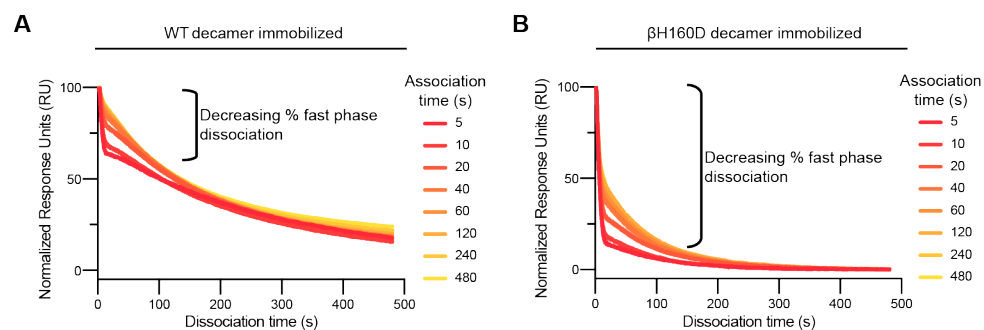 A
WT decamer immobilized
Normalized Response Units (RU)
100
50
0
0
100
200
300
400
500
Dissociation time (s)
Decreasing % fast phase
dissociation
Association
time (s)
5
10
20
40
60
120
240
480
B
βH160D decamer immobilized
Normalized Response Units (RU)
100
50
0
0
100
200
300
400
500
Dissociation time (s)
Decreasing % fast phase
dissociation
Association
time (s)
5
10
20
40
60
120
240
480